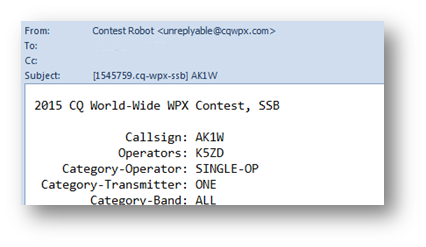 From: Contest Robot <unreplyable@cqwpx.com>
To:
Cc:
Subject: [1545759.cq-wpx-ssb] AK1W
2015 CQ World-Wide WPX Contest, SSB
Callsign: AK1W
Operators: K5ZD
Category-Operator: SINGLE-OP
Category-Transmitter: ONE
Category-Band: ALL